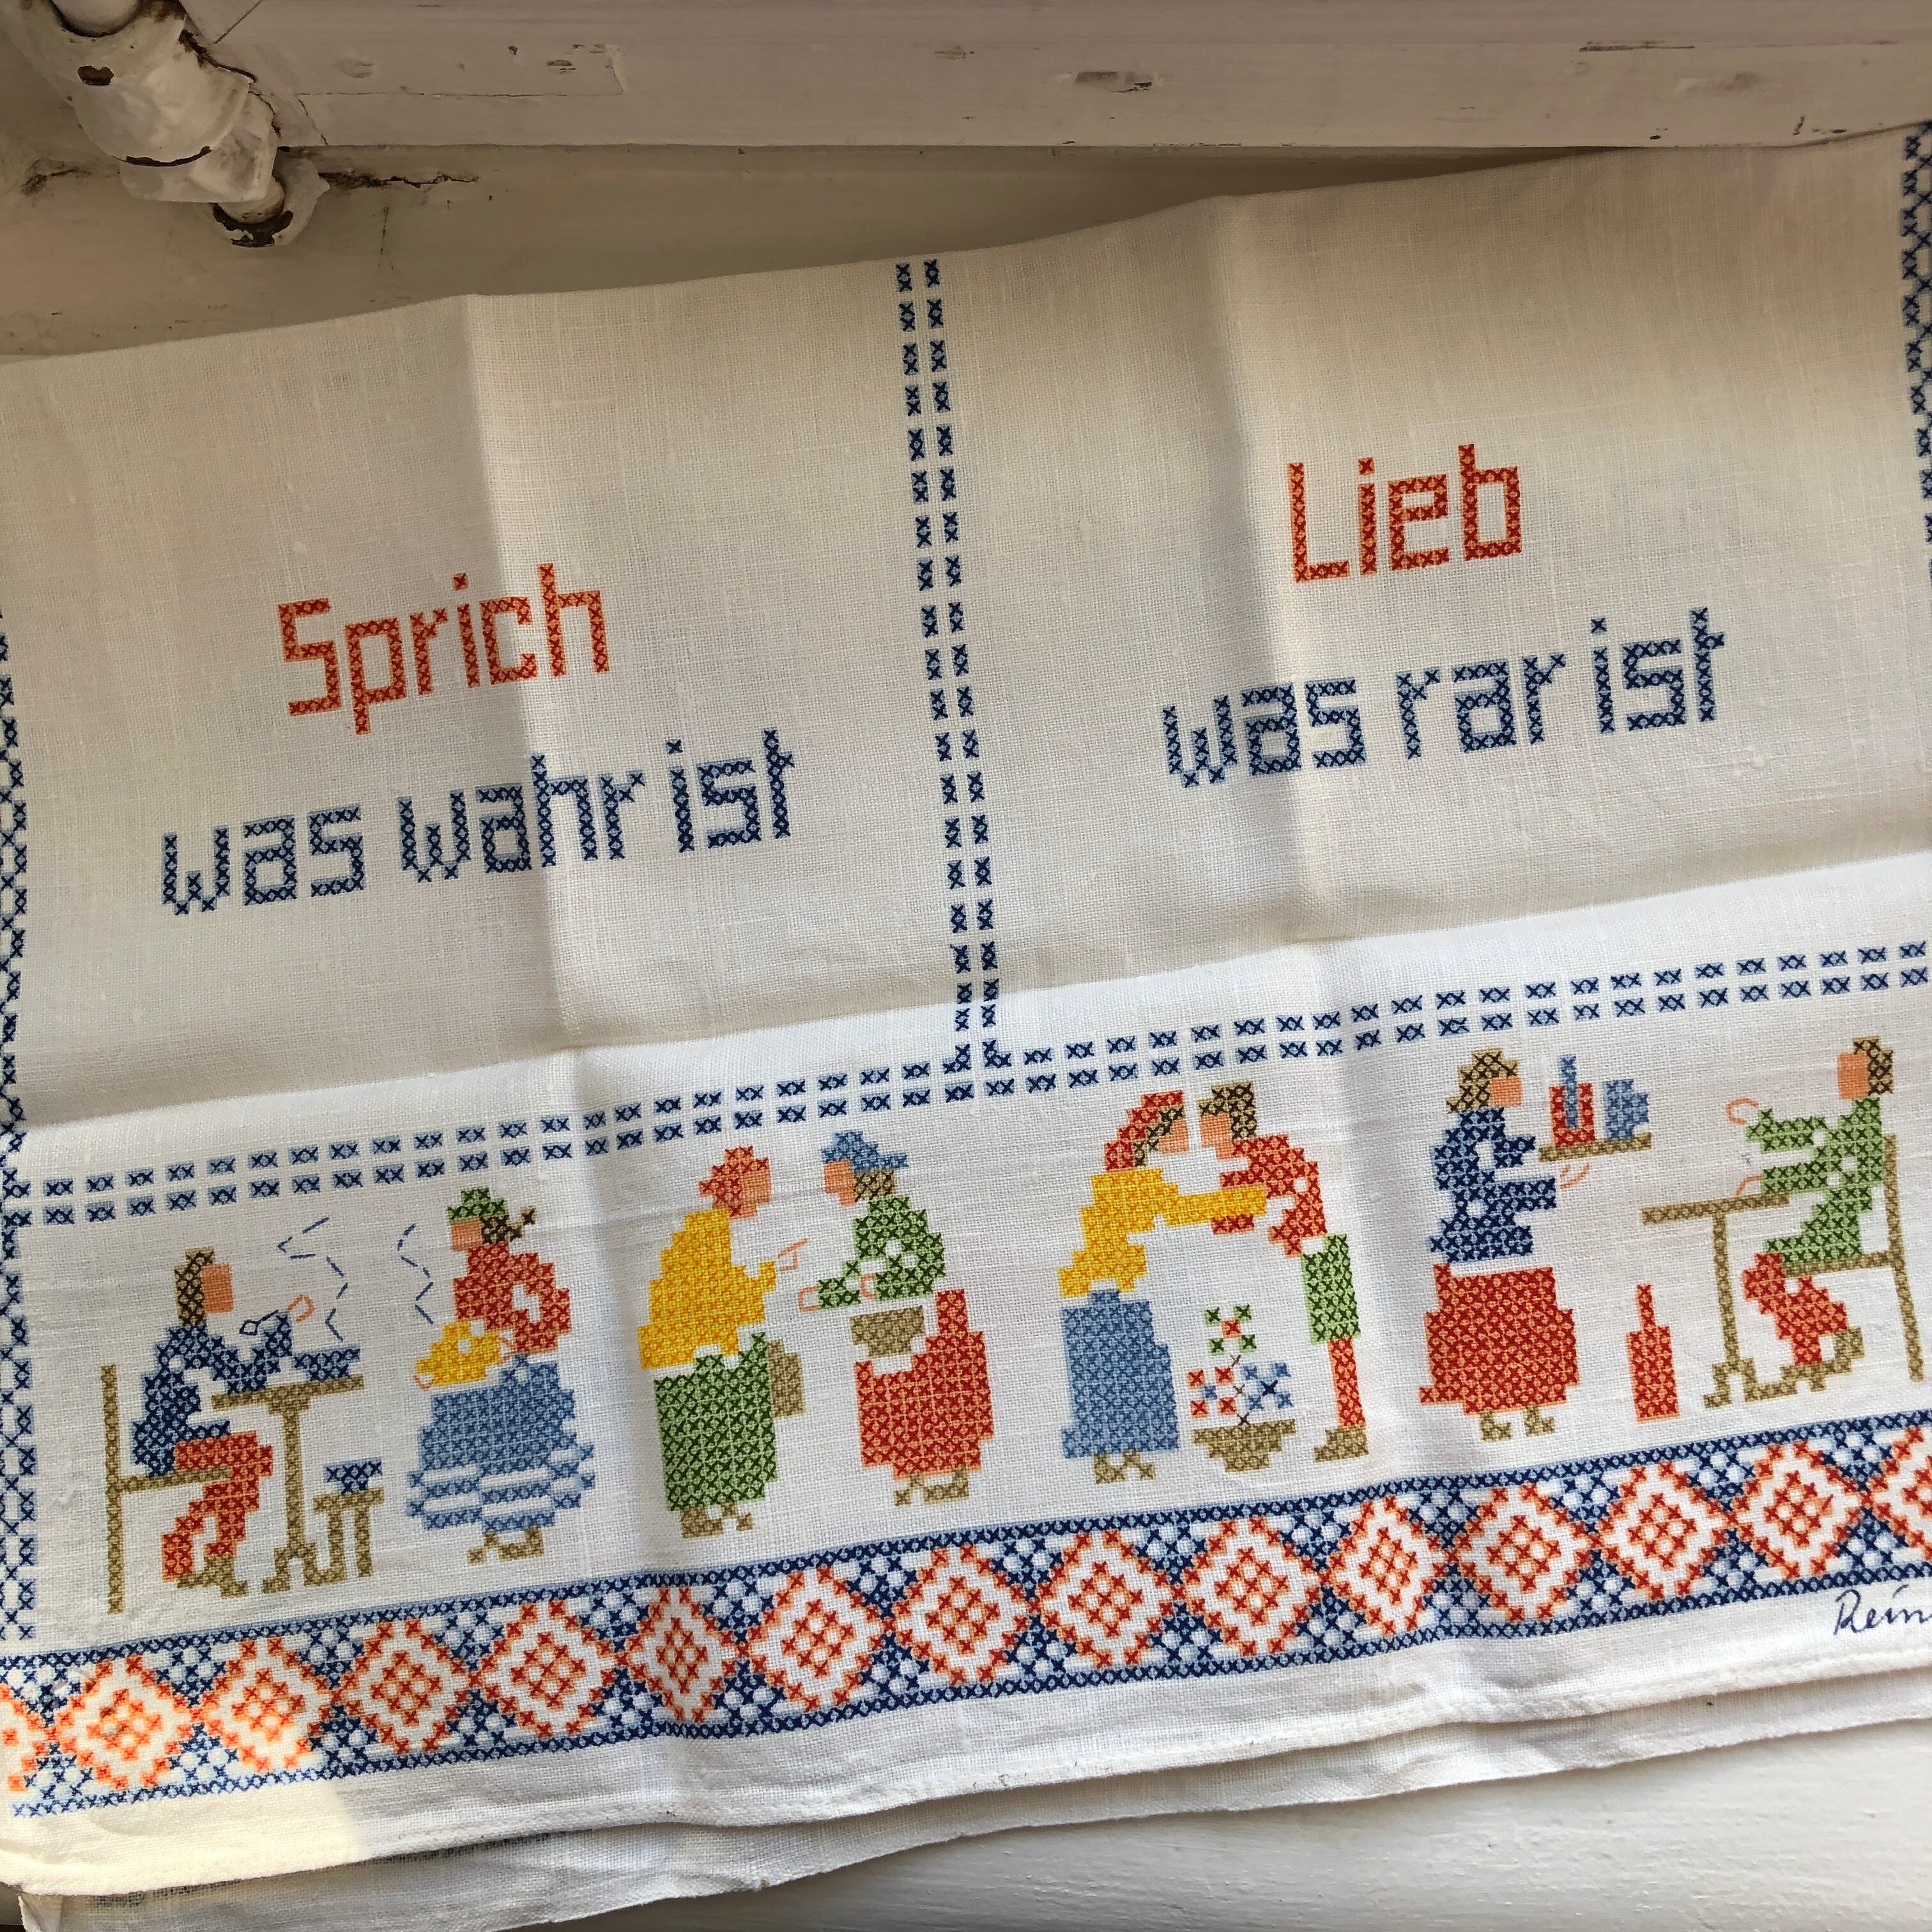 Sprich
was wahr ist
Lieb
was rar ist